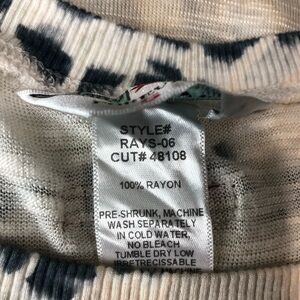 STYLE#
RAYS-06
CUT# 48108
100% RAYON
PRE-SHRUNK, MACHINE
WASH SEPARATELY
IN COLD WATER,
NO BLEACH
TUMBLE DRY LOW
IRRETRECISSABLE